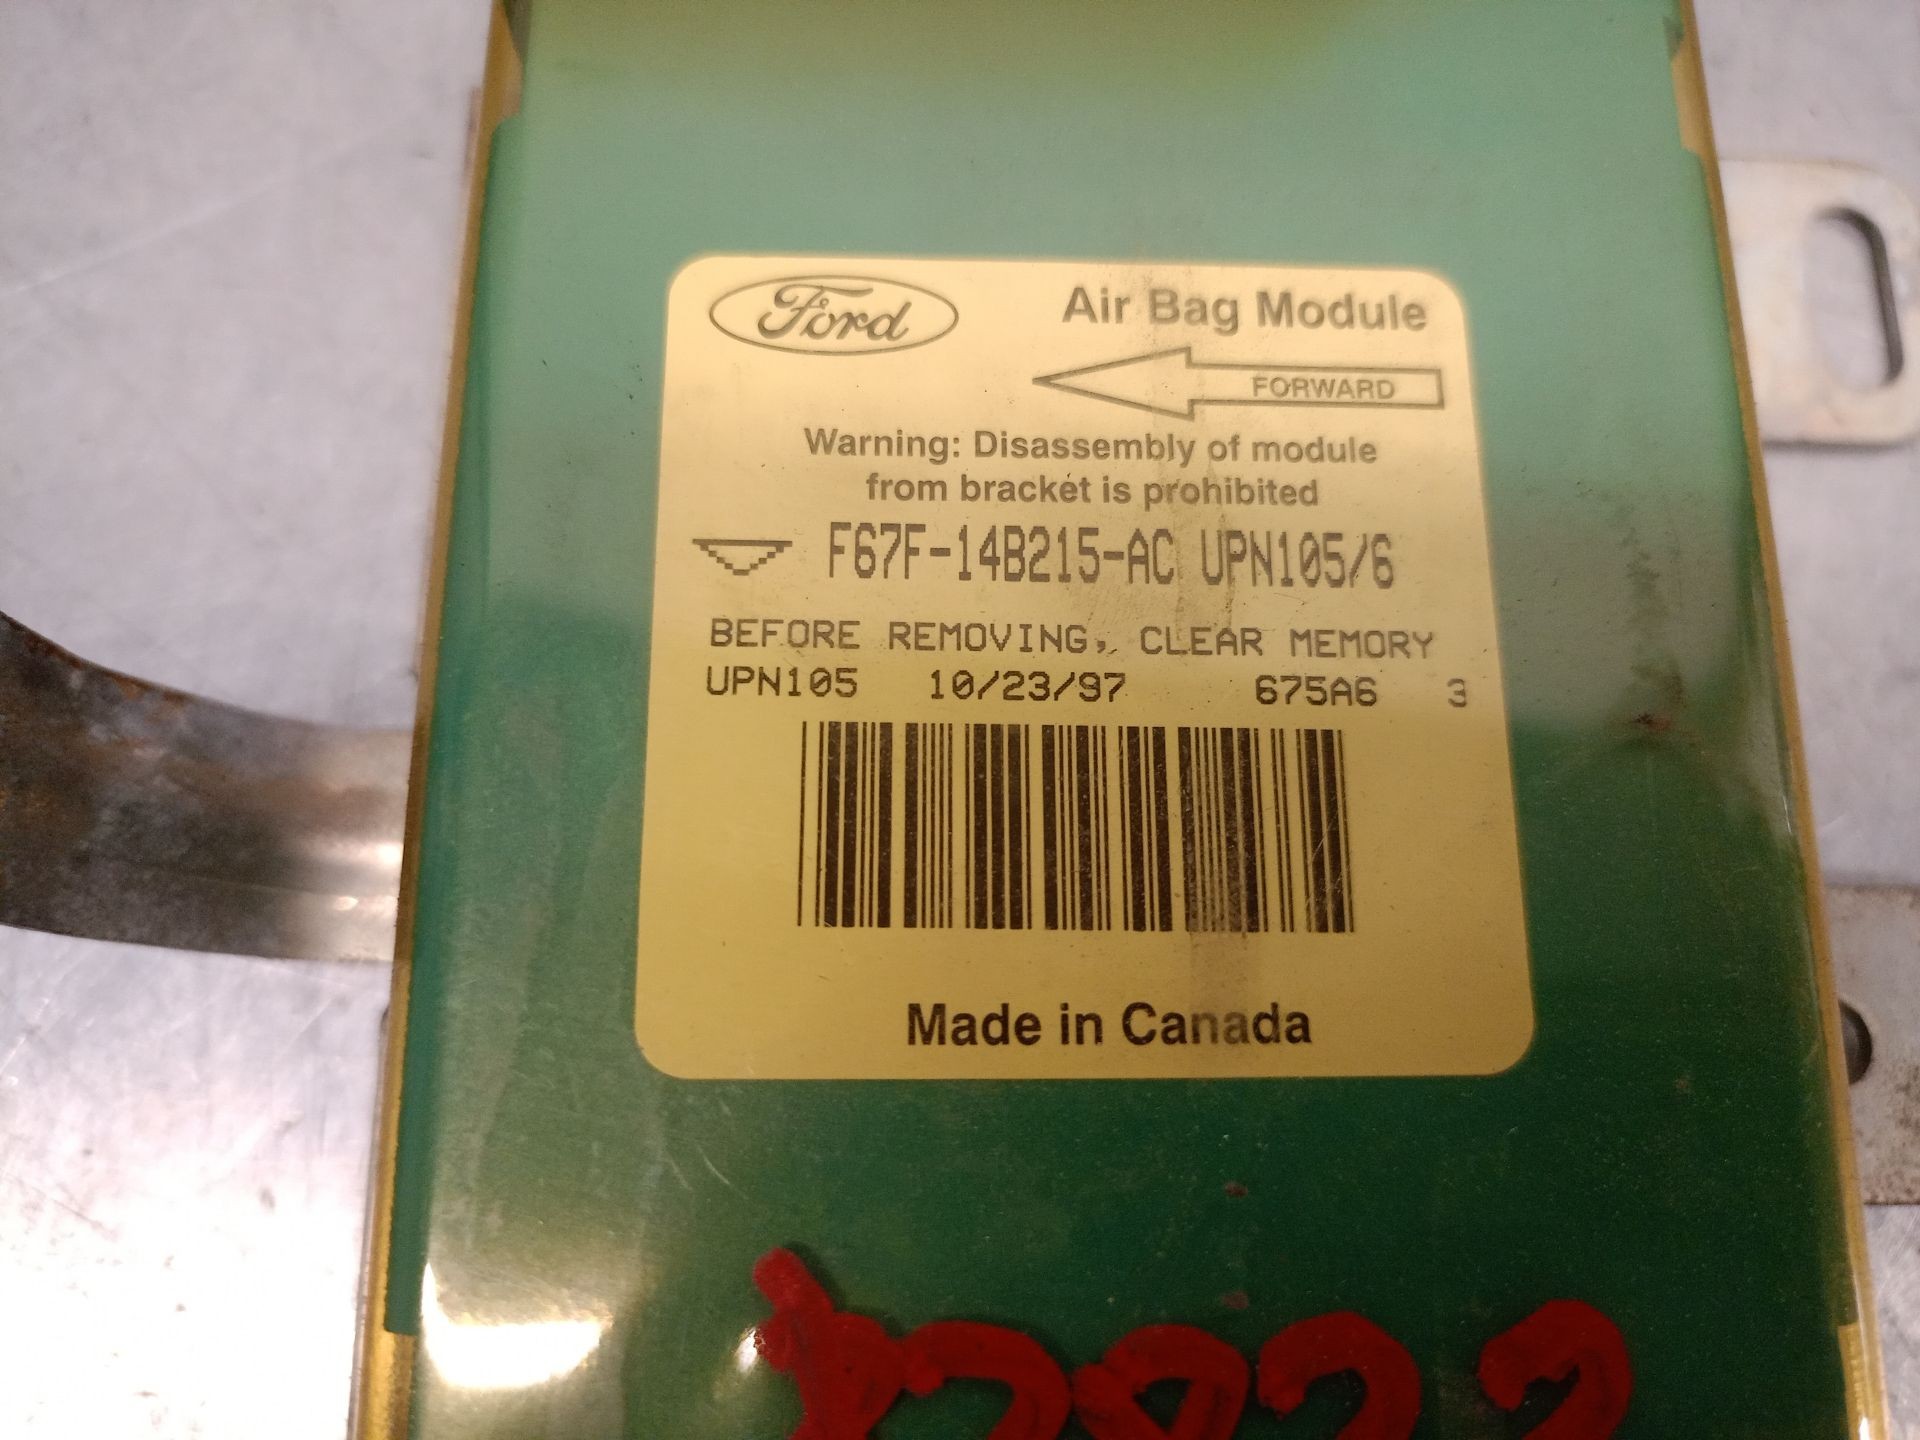 Ford
Air Bag Module
FORWARD
Warning: Disassembly of module
from bracket is prohibited
F67F-14B215-AC UPN105/6
BEFORE REMOVING, CLEAR MEMORY
UPN105 10/23/97 675A6 3
Made in Canada